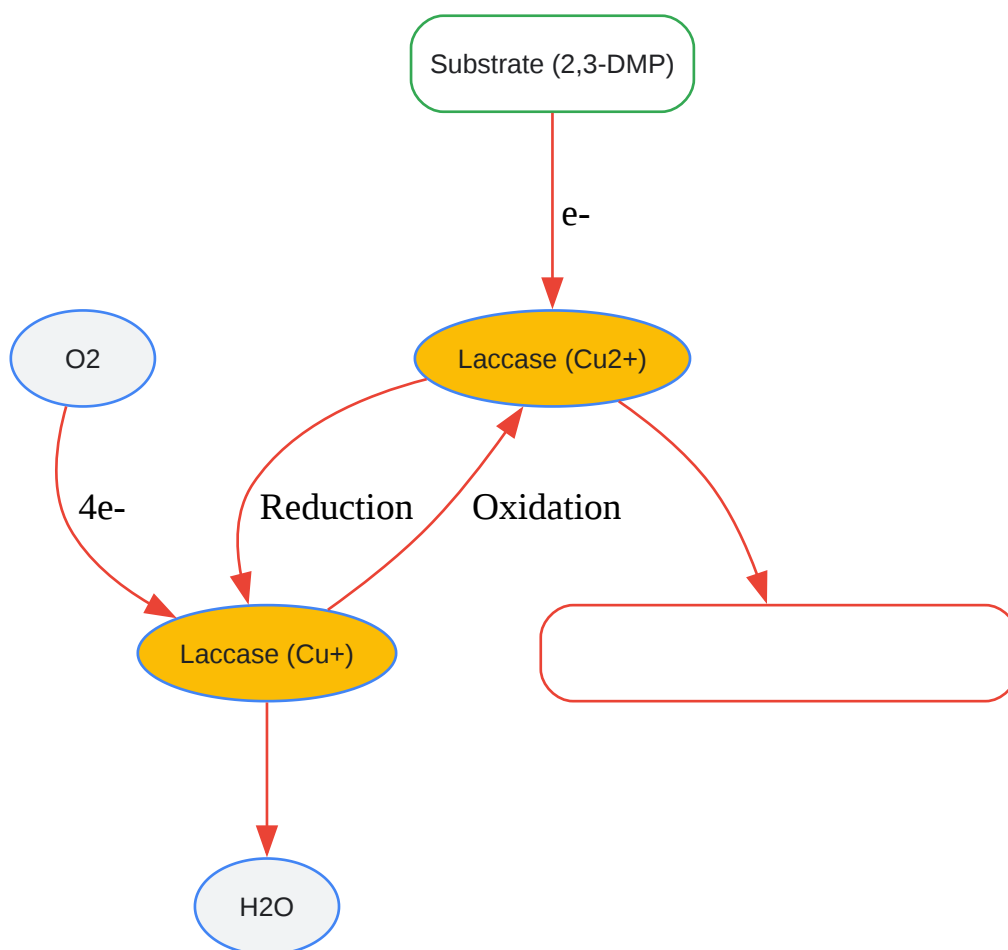 Substrate (2,3-DMP)
e-
O2
Laccase (Cu2+)
4e-
Reduction
Oxidation
Laccase (Cu+)
H2O